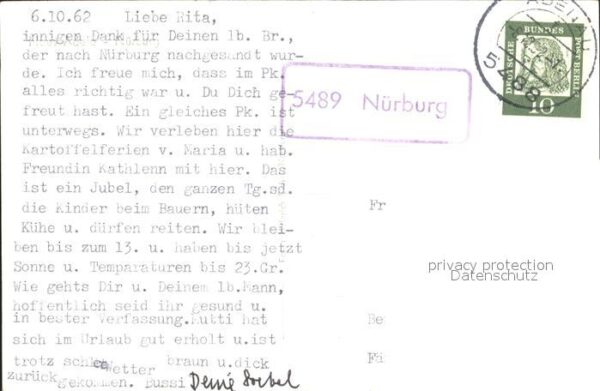 6.10.62 Liebe Rita,
innigen Dank für Deinen lb. Br.,
der nach Nürburg nachgesandt wur-
de. Ich freue mich, dass im Pk.
alles richtig war u. Du Dich ge-
freut hast. Ein gleiches Pk. ist
unterwegs. Wir verleben hier die
Kartoffelferien v. Maria u. hab.
Freundin Kathlenn mit hier. Das
ist ein Jubel, den ganzen Tg.sd.
die Kinder beim Bauern, hüten
Kühe u. dürfen reiten. Wir blei-
ben bis zum 13. u. haben bis jetzt
Sonne u. Temparaturen bis 23.Gr.
Wie gehts Dir u. Deinem lb.Mann,
hoffentlich seid ihr gesund u.
in bester Verfassung.Mutti hat
sich im Urlaub gut erholt u.ist
trotz wetter braun u.dick
zurück gekommen. Bussi Deine
5489 Nürburg
ADENAU
5488
DEUTSCHE BUNDESPOST BERLIN
10
Fr
privacy protection
Datenschutz